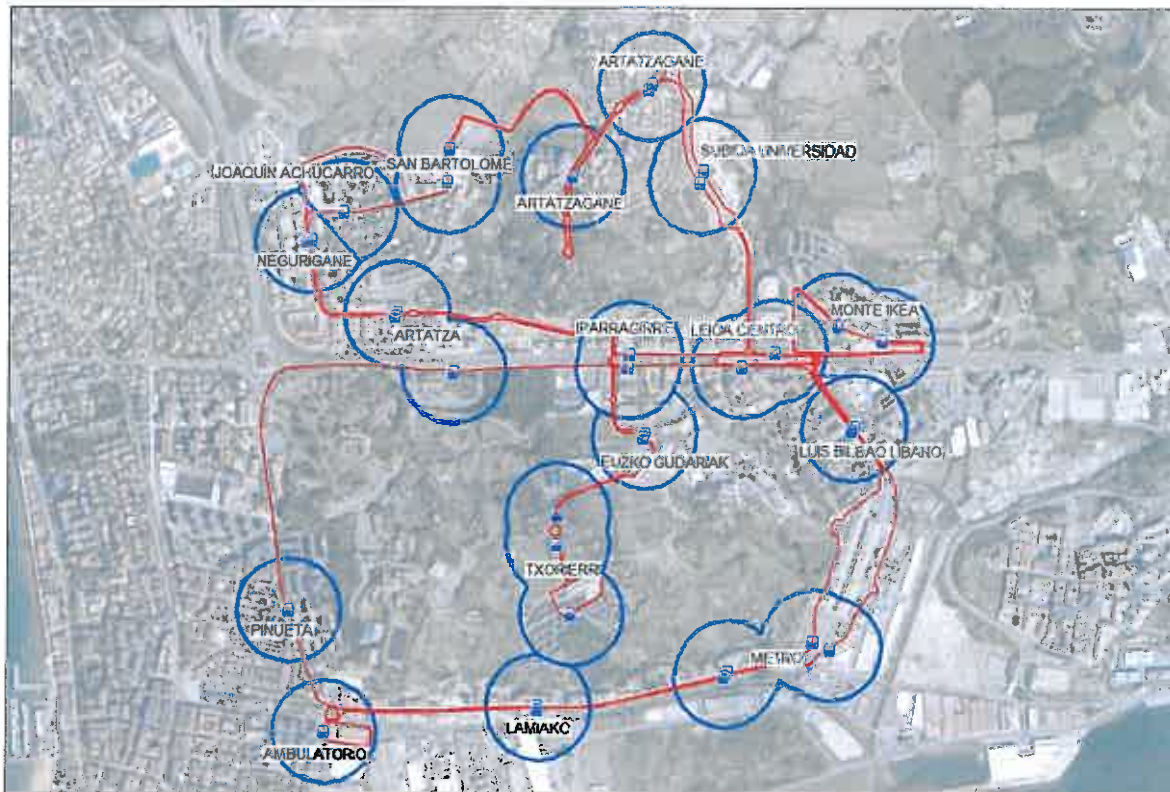 ARTATZAGANE
SAN BARTOLOME
SUBIDA UNIVERSIDAD
JOAQUIN ACHUCARRO
ARTATZAGANE
NEGURIGANE
MONTE IKEA
IPARRAGIRRE
LEIOA CENTRO
ARTATZA
LUIS BILBAO LIBANO
EUZKO GUDARIAK
TXORIERRI
PINUETA
METRO
LAMIAKO
AMBULATORIO